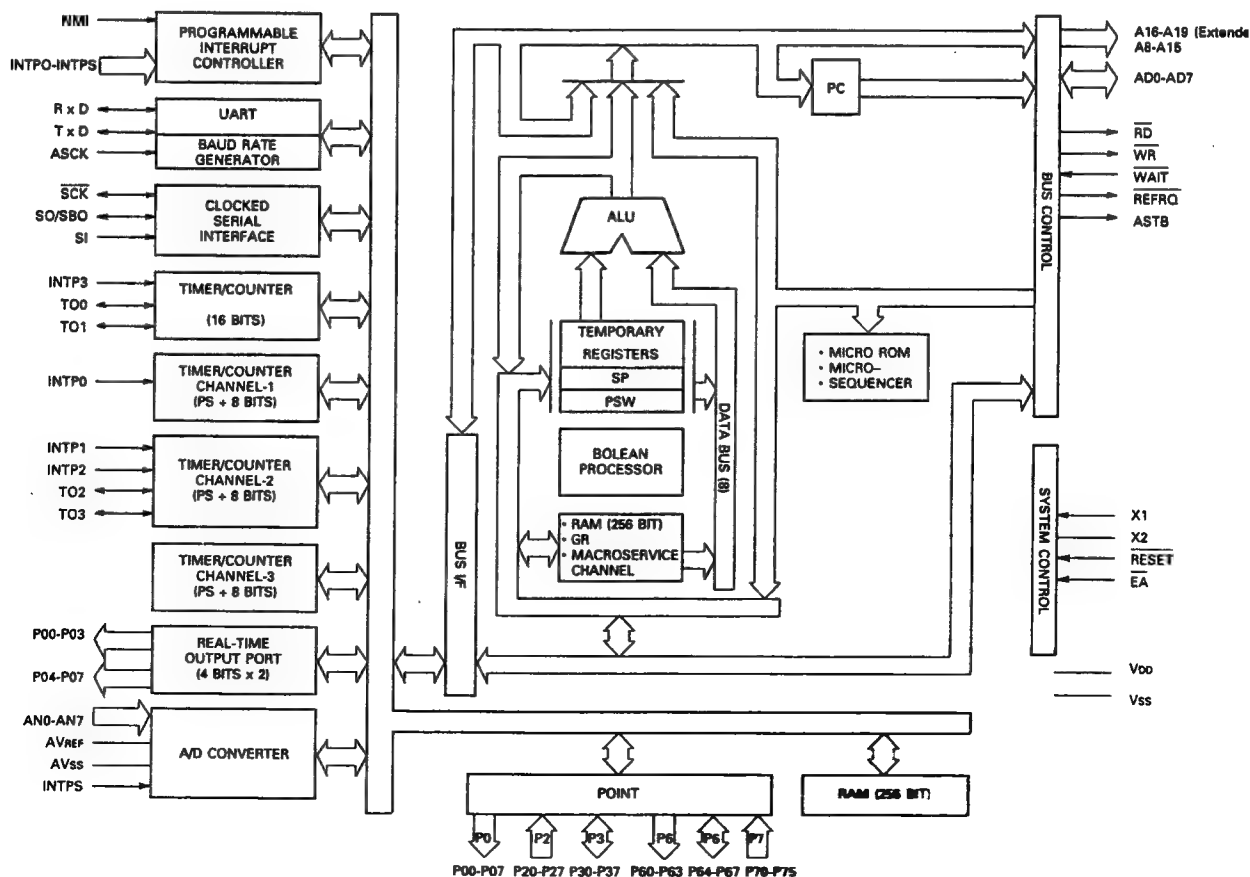 NMI
INTPO-INTPS
PROGRAMMABLE
INTERRUPT
CONTROLLER
R x D
T x D
ASCK
UART
BAUD RATE
GENERATOR
SCK
SO/SBO
SI
CLOCKED
SERIAL
INTERFACE
INTP3
TO0
TO1
TIMER/COUNTER
(16 BITS)
INTP0
TIMER/COUNTER
CHANNEL-1
(PS + 8 BITS)
INTP1
INTP2
TO2
TO3
TIMER/COUNTER
CHANNEL-2
(PS + 8 BITS)
TIMER/COUNTER
CHANNEL-3
(PS + 8 BITS)
P00-P03
P04-P07
REAL-TIME
OUTPUT PORT
(4 BITS x 2)
AN0-AN7
AVREF
AVSS
INTPS
A/D CONVERTER
BUS I/F
ALU
TEMPORARY
REGISTERS
SP
PSW
BOLEAN
PROCESSOR
• RAM (256 BIT)
• GR
• MACROSERVICE
CHANNEL
DATA BUS (8)
PC
• MICRO ROM
• MICRO–
• SEQUENCER
BUS CONTROL
A16-A19 (Extende
A8-A15
AD0-AD7
RD
WR
WAIT
REFRQ
ASTB
SYSTEM CONTROL
X1
X2
RESET
EA
VDD
VSS
POINT
RAM (256 BIT)
P0 P2 P3 P6 P6 P7
P00-P07 P20-P27 P30-P37 P60-P63 P64-P67 P70-P75